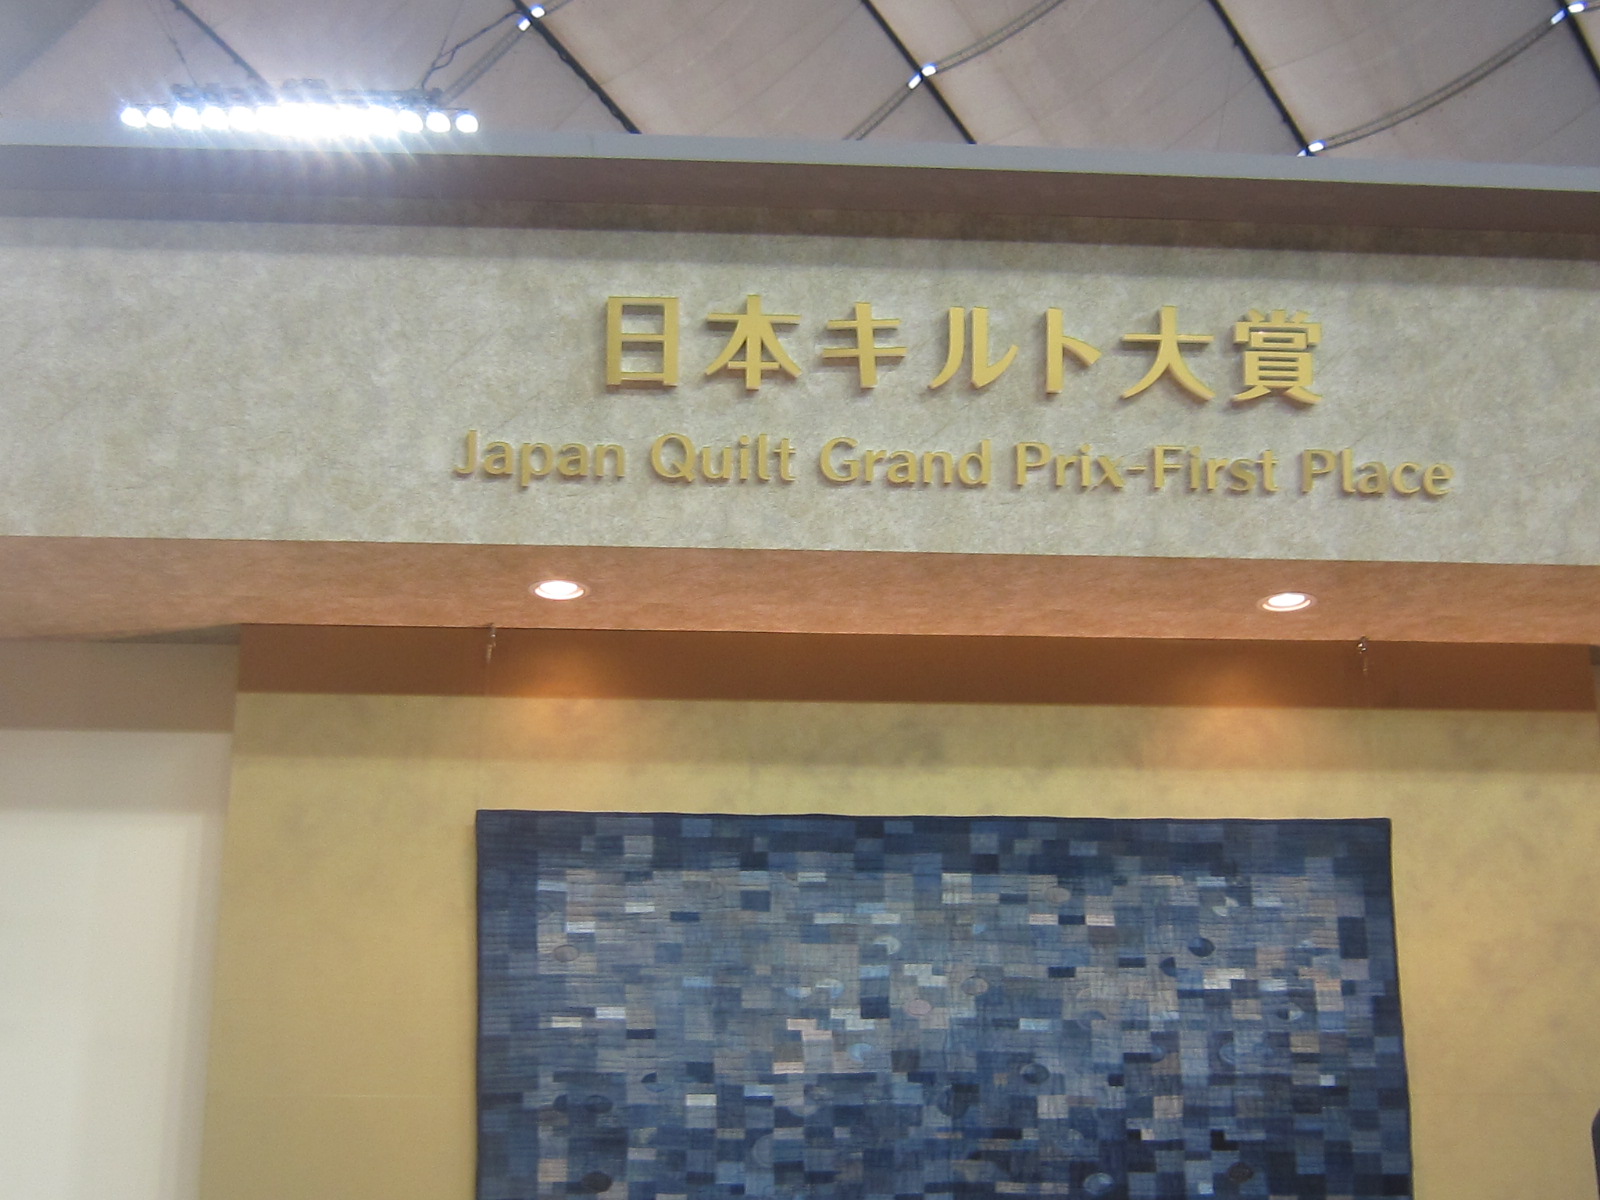 日本キルト大賞
Japan Quilt Grand Prix-First Place